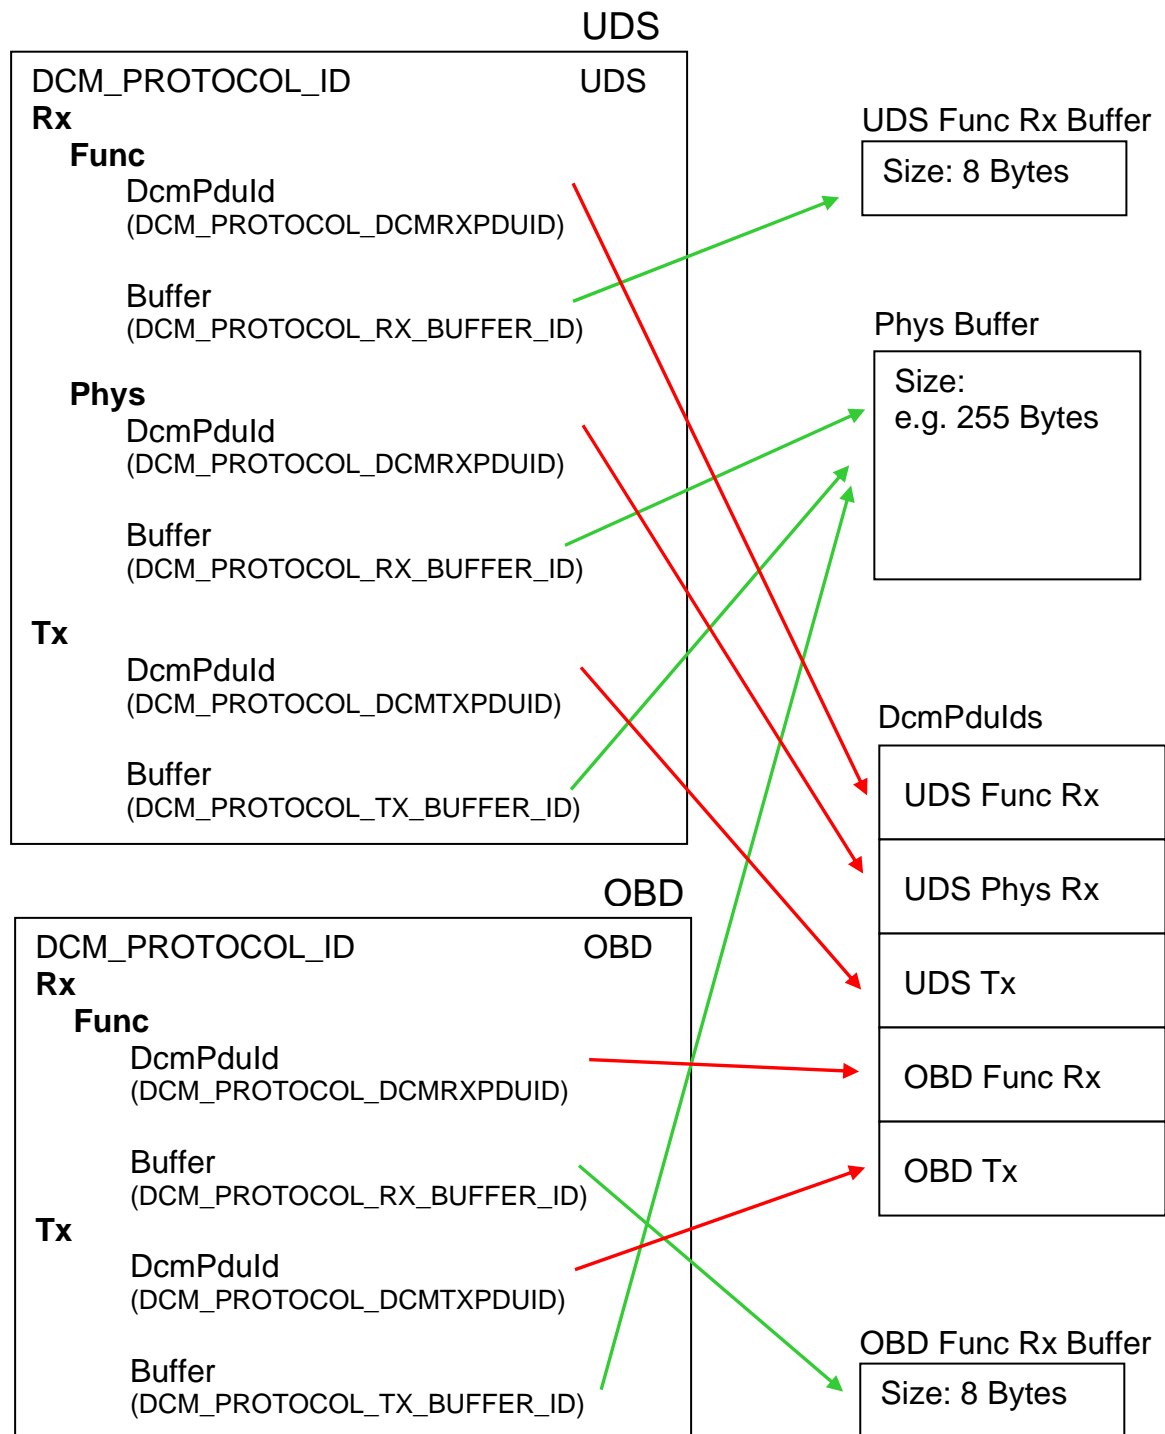 UDS
DCM_PROTOCOL_ID UDS
Rx
Func
DcmPduId
(DCM_PROTOCOL_DCMRXPDUID)
Buffer
(DCM_PROTOCOL_RX_BUFFER_ID)
Phys
DcmPduId
(DCM_PROTOCOL_DCMRXPDUID)
Buffer
(DCM_PROTOCOL_RX_BUFFER_ID)
Tx
DcmPduId
(DCM_PROTOCOL_DCMTXPDUID)
Buffer
(DCM_PROTOCOL_TX_BUFFER_ID)
UDS Func Rx Buffer
Size: 8 Bytes
Phys Buffer
Size:
e.g. 255 Bytes
DcmPduIds
UDS Func Rx
UDS Phys Rx
UDS Tx
OBD Func Rx
OBD Tx
OBD
DCM_PROTOCOL_ID OBD
Rx
Func
DcmPduId
(DCM_PROTOCOL_DCMRXPDUID)
Buffer
(DCM_PROTOCOL_RX_BUFFER_ID)
Tx
DcmPduId
(DCM_PROTOCOL_DCMTXPDUID)
Buffer
(DCM_PROTOCOL_TX_BUFFER_ID)
OBD Func Rx Buffer
Size: 8 Bytes